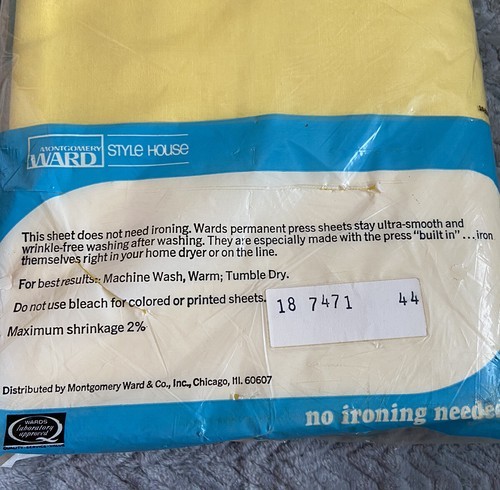 MONTGOMERY
WARD STYLE HOUSE
This sheet does not need ironing. Wards permanent press sheets stay ultra-smooth and
wrinkle-free washing after washing. They are especially made with the press "built in"...iron
themselves right in your home dryer or on the line.
For best results: Machine Wash, Warm; Tumble Dry.
Do not use bleach for colored or printed sheets.
18 7471 44
Maximum shrinkage 2%
Distributed by Montgomery Ward & Co., Inc., Chicago, Ill. 60607
no ironing neede
WARDS
laboratory
approved